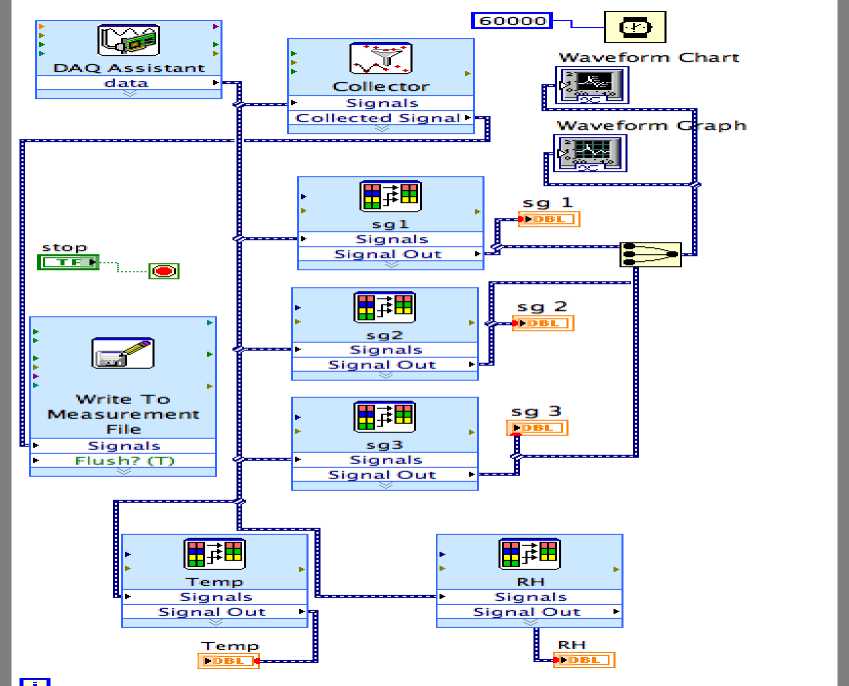 60000
DAQ Assistant
data
Collector
Signals
Collected Signal
Waveform Chart
Waveform Graph
sg1
Signals
Signal Out
sg 1
DBL
stop
TF
sg2
Signals
Signal Out
sg 2
DBL
Write To
Measurement
File
Signals
Flush? (T)
sg3
Signals
Signal Out
sg 3
DBL
Temp
Signals
Signal Out
Temp
DBL
RH
Signals
Signal Out
RH
DBL
i